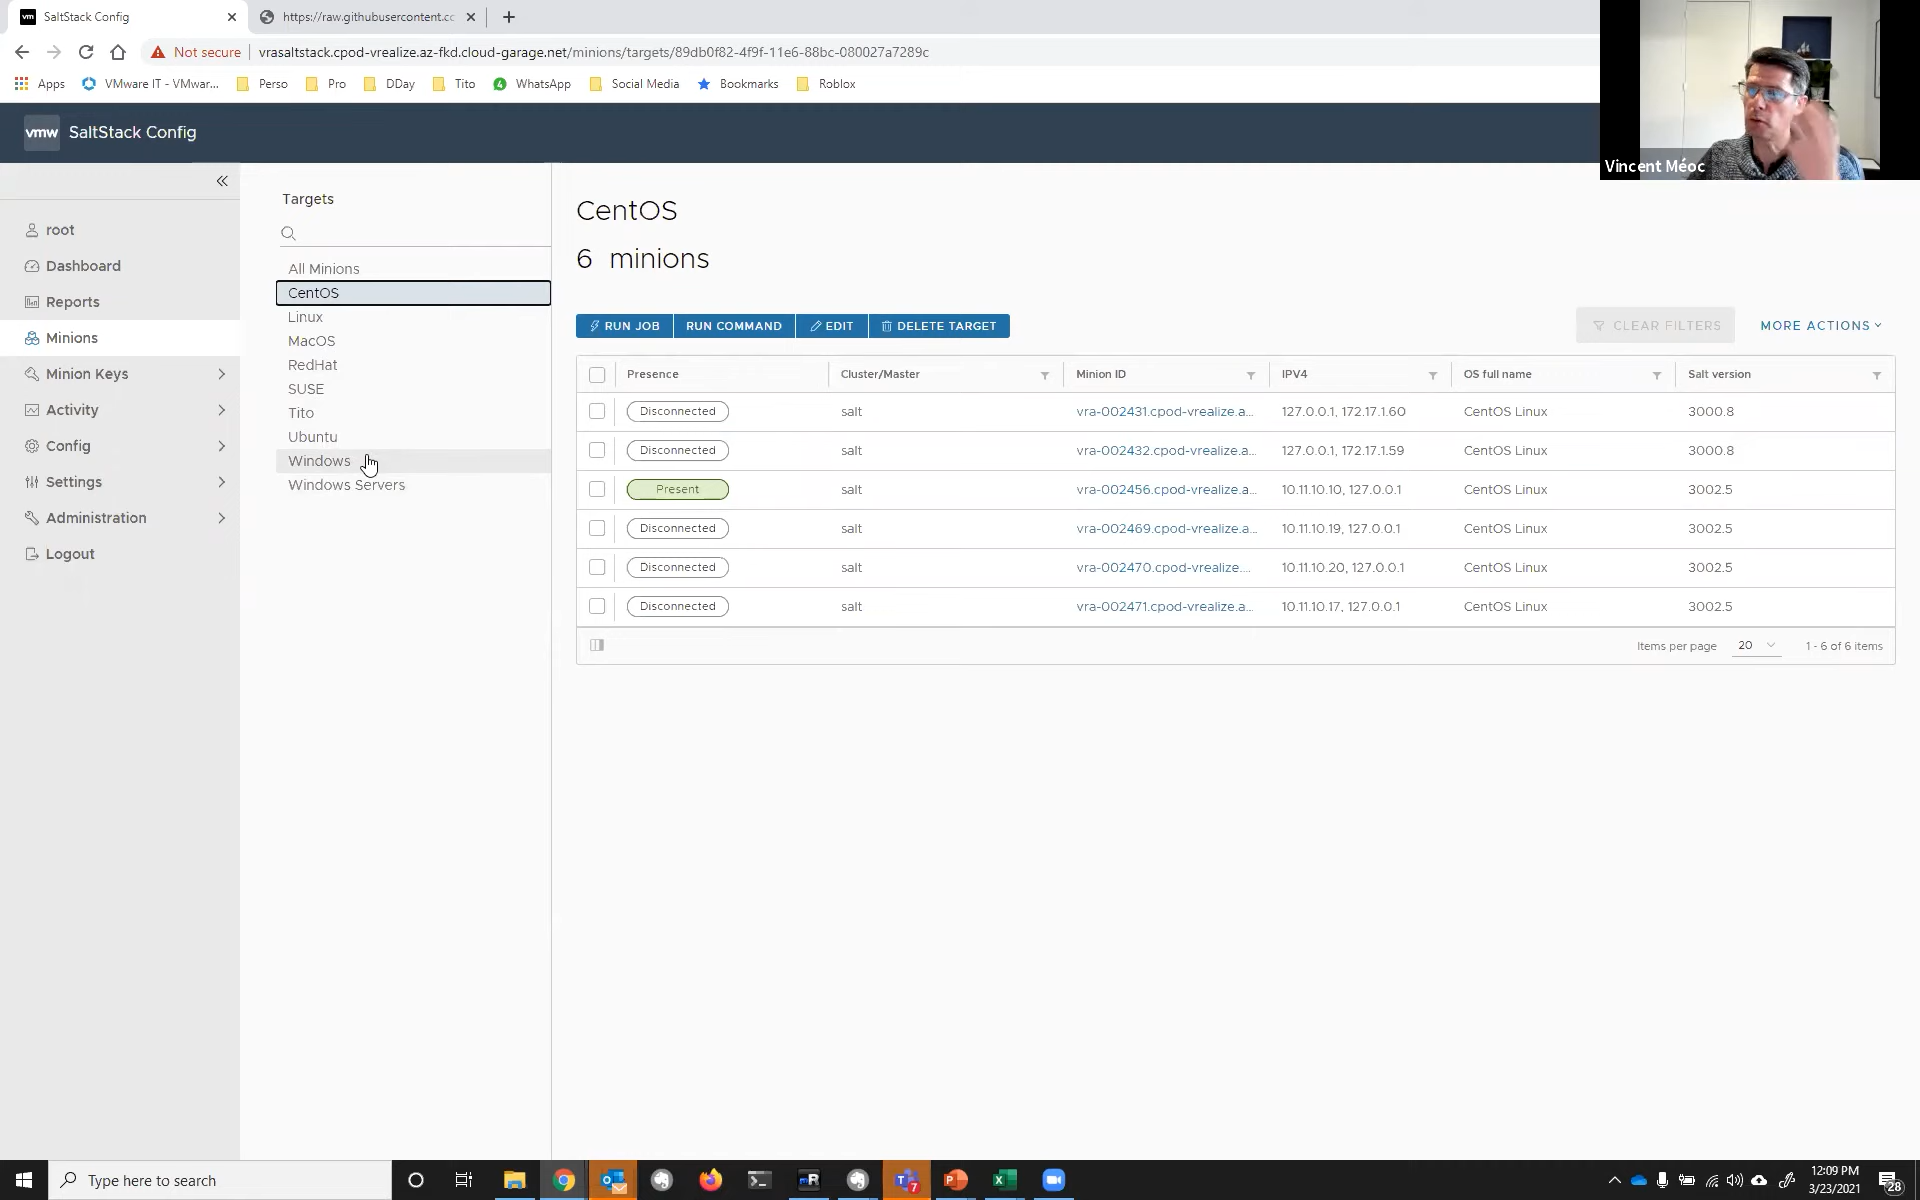 vm SaltStack Config
https://raw.githubusercontent.cc
Not secure
vrasaltstack.cpod-vrealize.az-fkd.cloud-garage.net/minions/targets/89db0f82-4f9f-11e6-88bc-080027a7289c
Apps
VMware IT - VMwar...
Perso
Pro
DDay
Tito
4 WhatsApp
Social Media
Bookmarks
Roblox
Vincent Méoc
vmw SaltStack Config
root
Dashboard
Reports
Minions
Minion Keys
Activity
Config
Settings
Administration
Logout
Targets
All Minions
CentOS
Linux
MacOS
RedHat
SUSE
Tito
Ubuntu
Windows
Windows Servers
CentOS
6 minions
RUN JOB RUN COMMAND EDIT DELETE TARGET
CLEAR FILTERS
MORE ACTIONS
Presence Cluster/Master Minion ID IPV4 OS full name Salt version
Disconnected salt vra-002431.cpod-vrealize.a... 127.0.0.1, 172.17.1.60 CentOS Linux 3000.8
Disconnected salt vra-002432.cpod-vrealize.a... 127.0.0.1, 172.17.1.59 CentOS Linux 3000.8
Present salt vra-002456.cpod-vrealize.a... 10.11.10.10, 127.0.0.1 CentOS Linux 3002.5
Disconnected salt vra-002469.cpod-vrealize.a... 10.11.10.19, 127.0.0.1 CentOS Linux 3002.5
Disconnected salt vra-002470.cpod-vrealize.... 10.11.10.20, 127.0.0.1 CentOS Linux 3002.5
Disconnected salt vra-002471.cpod-vrealize.a... 10.11.10.17, 127.0.0.1 CentOS Linux 3002.5
Items per page 20 1 - 6 of 6 items
Type here to search
7
12:09 PM
3/23/2021
28